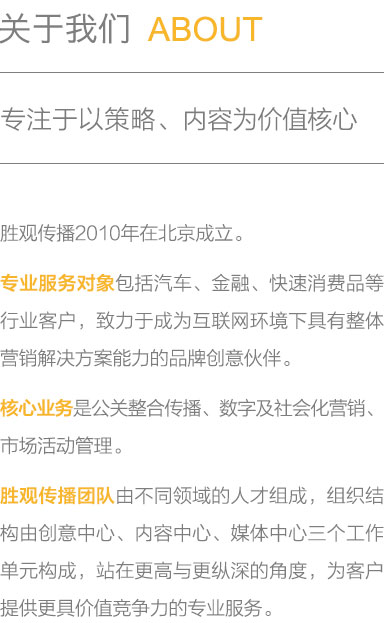 关于我们 ABOUT
专注于以策略、内容为价值核心
胜观传播2010年在北京成立。
专业服务对象包括汽车、金融、快速消费品等
行业客户，致力于成为互联网环境下具有整体
营销解决方案能力的品牌创意伙伴。
核心业务是公关整合传播、数字及社会化营销、
市场活动管理。
胜观传播团队由不同领域的人才组成，组织结
构由创意中心、内容中心、媒体中心三个工作
单元构成，站在更高与更纵深的角度，为客户
提供更具价值竞争力的专业服务。